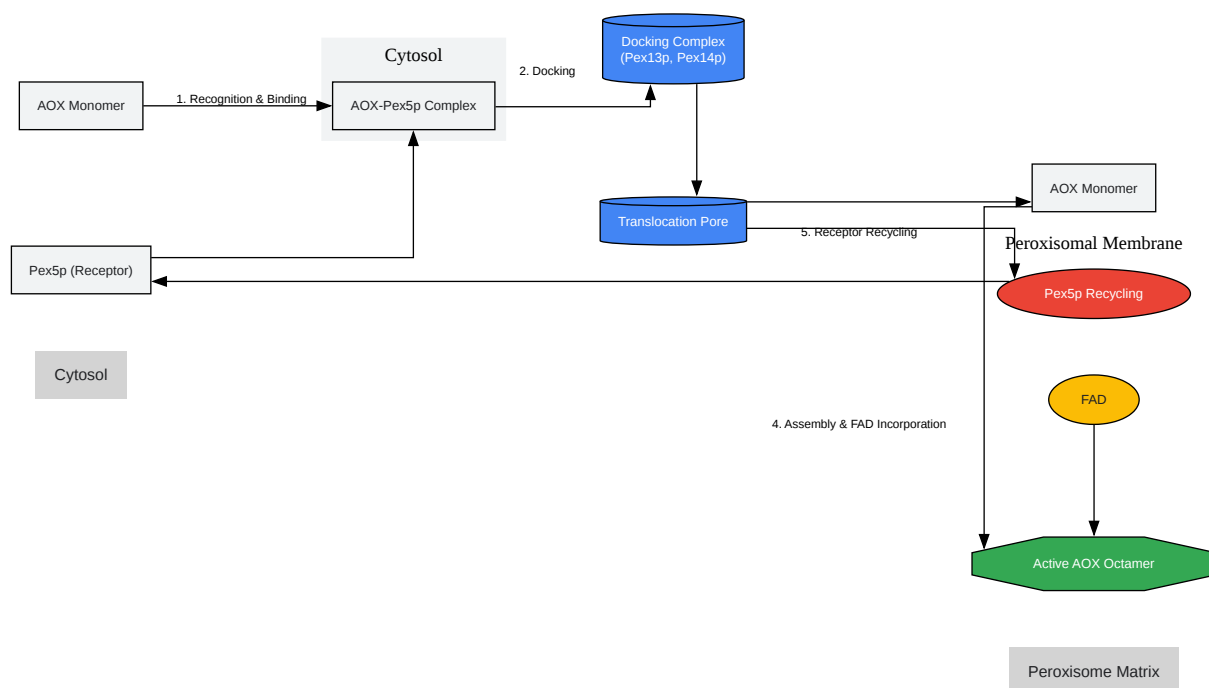 Docking Complex
(Pex13p, Pex14p)
Cytosol
2. Docking
AOX Monomer
1. Recognition & Binding
AOX-Pex5p Complex
AOX Monomer
Translocation Pore
5. Receptor Recycling
Peroxisomal Membrane
Pex5p (Receptor)
Pex5p Recycling
Cytosol
FAD
4. Assembly & FAD Incorporation
Active AOX Octamer
Peroxisome Matrix